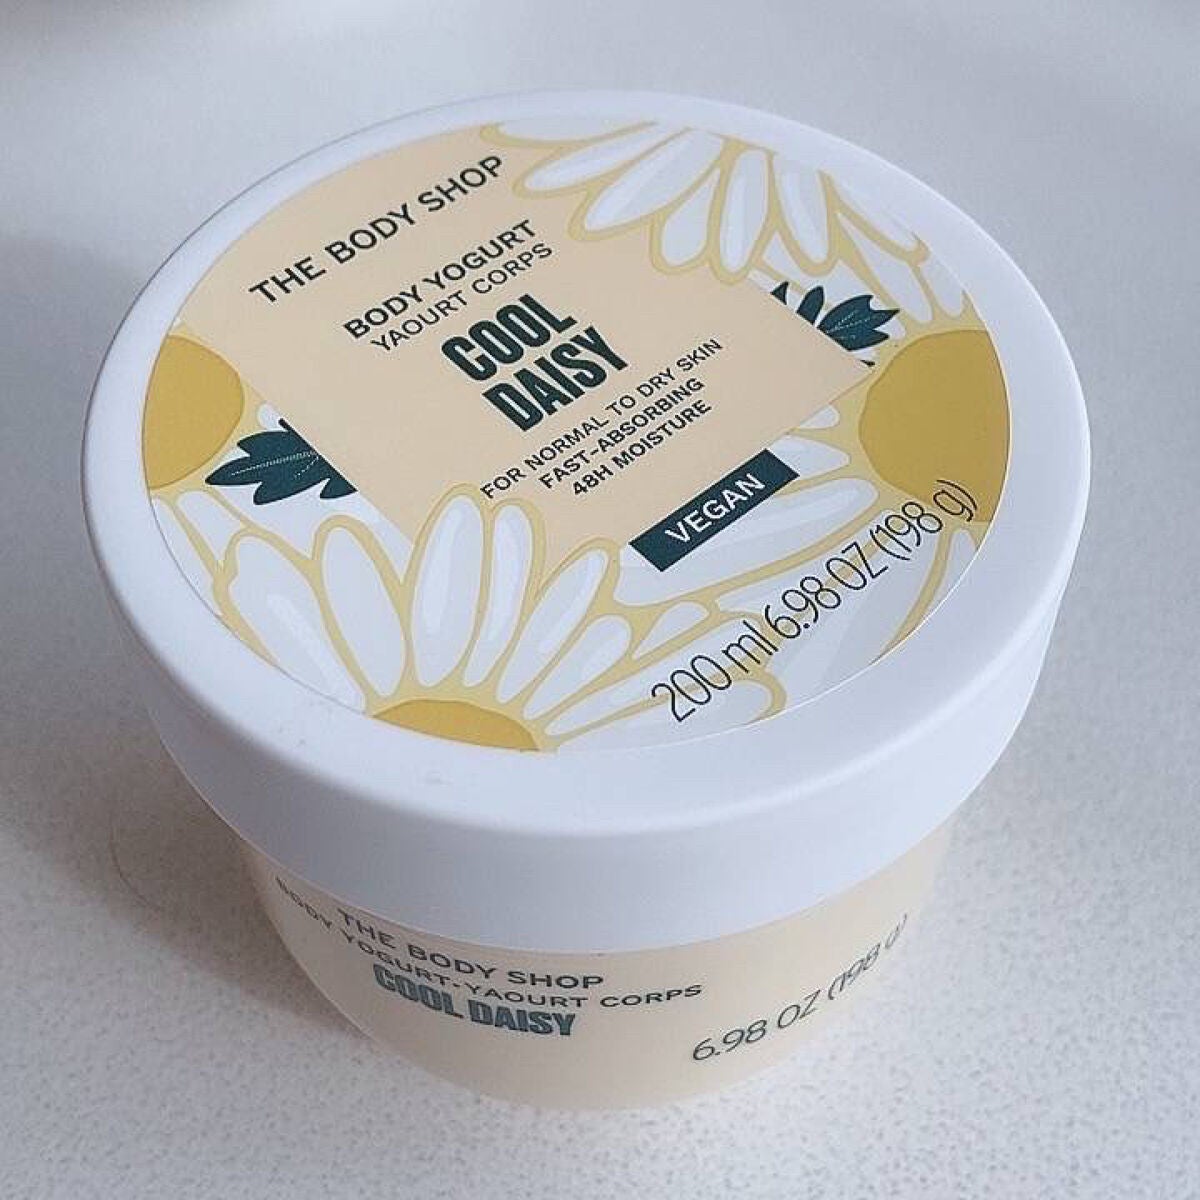 THE BODY SHOP
BODY YOGURT
YAOURT CORPS
COOL
DAISY
FOR NORMAL TO DRY SKIN
FAST-ABSORBING
48H MOISTURE
VEGAN
200 ml 6.98 OZ (198 g)
THE BODY SHOP
BODY YOGURT-YAOURT CORPS
COOL DAISY
6.98 OZ (198 g)